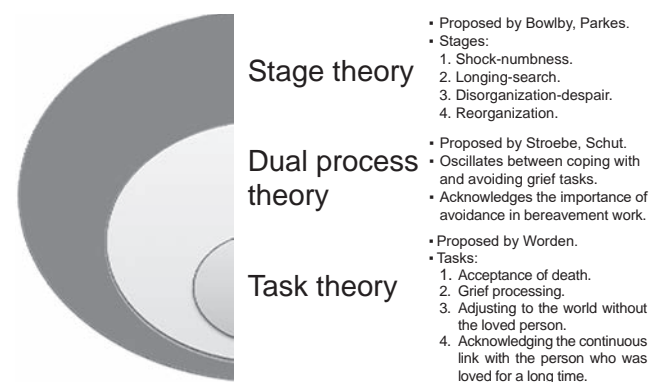 Stage theory
▪ Proposed by Bowlby, Parkes.
▪ Stages:
1. Shock-numbness.
2. Longing-search.
3. Disorganization-despair.
4. Reorganization.
Dual process
theory
▪ Proposed by Stroebe, Schut.
▪ Oscillates between coping with
and avoiding grief tasks.
▪ Acknowledges the importance of
avoidance in bereavement work.
Task theory
▪ Proposed by Worden.
▪ Tasks:
1. Acceptance of death.
2. Grief processing.
3. Adjusting to the world without
the loved person.
4. Acknowledging the continuous
link with the person who was
loved for a long time.